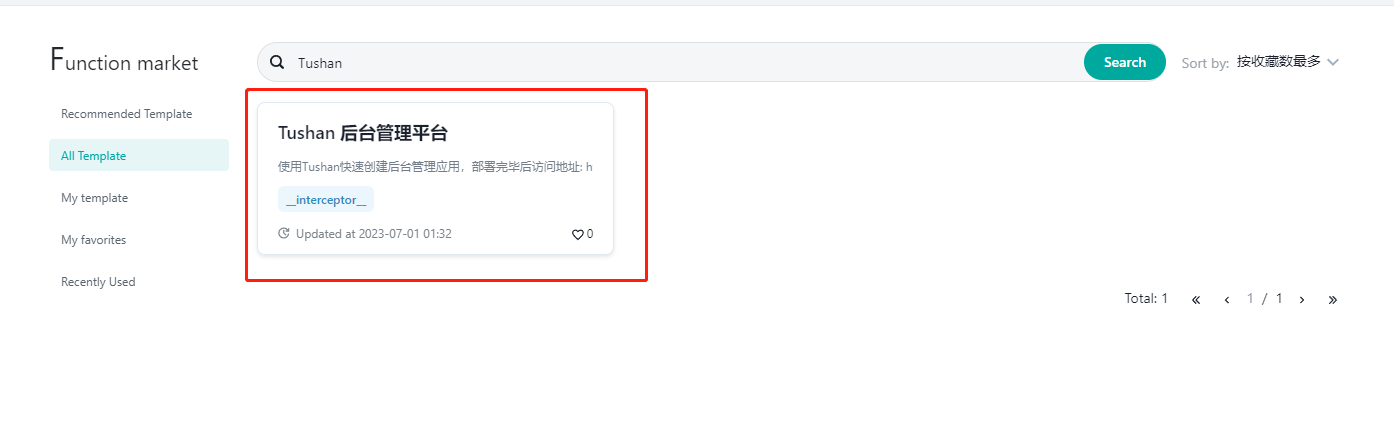 Function market
Tushan
Search
Sort by: 按收藏数最多
Recommended Template
All Template
My template
My favorites
Recently Used
Tushan 后台管理平台
使用Tushan快速创建后台管理应用，部署完毕后访问地址: h
__interceptor__
Updated at 2023-07-01 01:32
0
Total: 1 « ‹ 1 / 1 › »